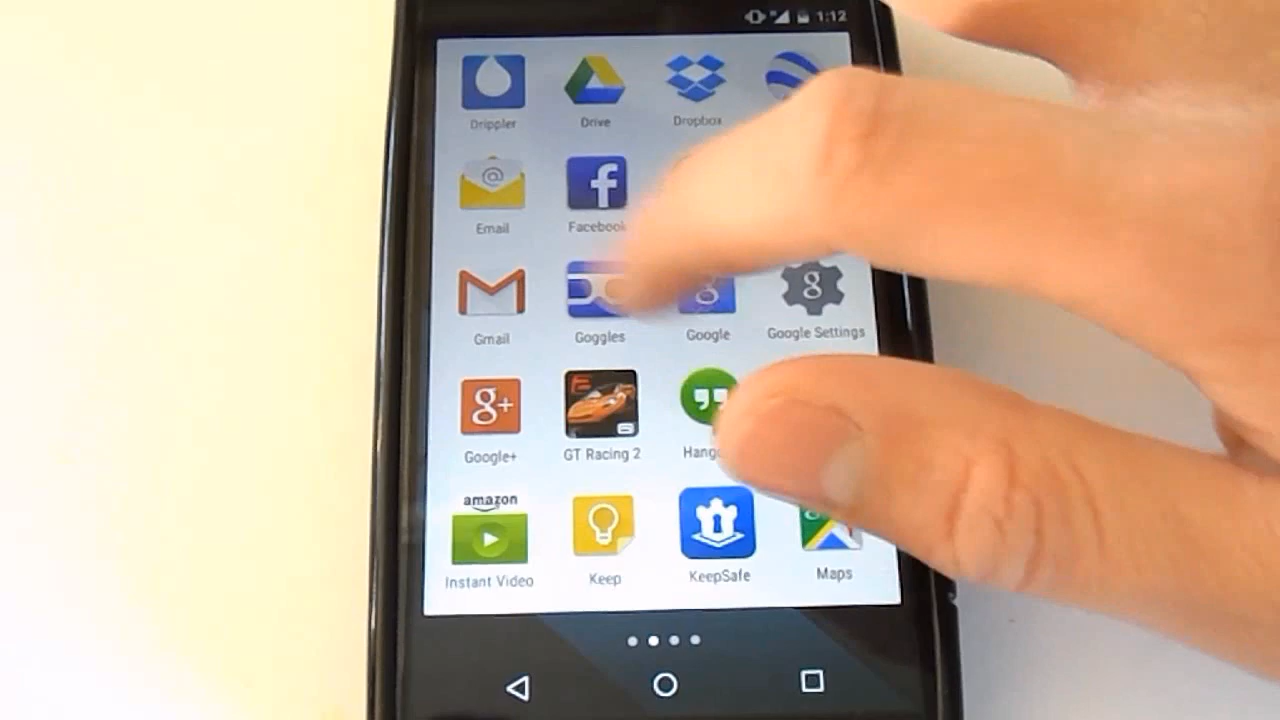 1:12
Drippler Drive Dropbox
@
f
Email Facebook
g g
Gmail Goggles Google Google Settings
g+
Google+ GT Racing 2
amazon
Instant Video Keep KeepSafe Maps